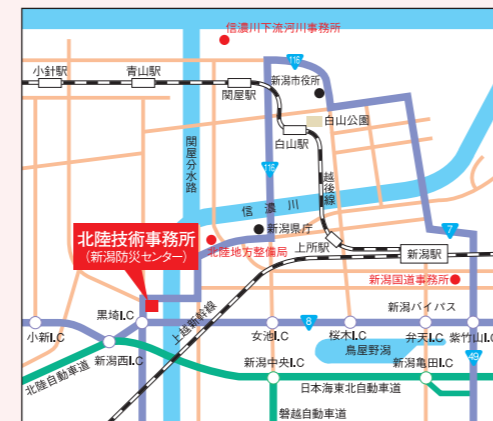 信濃川下流河川事務所
116
小針駅
青山駅
関屋駅
新潟市役所
白山公園
白山駅
関屋分水路
116
越後線
信濃川
新潟県庁
7
北陸技術事務所
(新潟防災センター)
北陸地方整備局
上所駅
新潟駅
新潟国道事務所
黒埼I.C
上越新幹線
新潟バイパス
8
小新I.C
新潟西I.C
女池I.C
桜木I.C
弁天I.C
紫竹山I.C
鳥屋野潟
49
北陸自動車道
新潟中央I.C
新潟亀田I.C
日本海東北自動車道
磐越自動車道